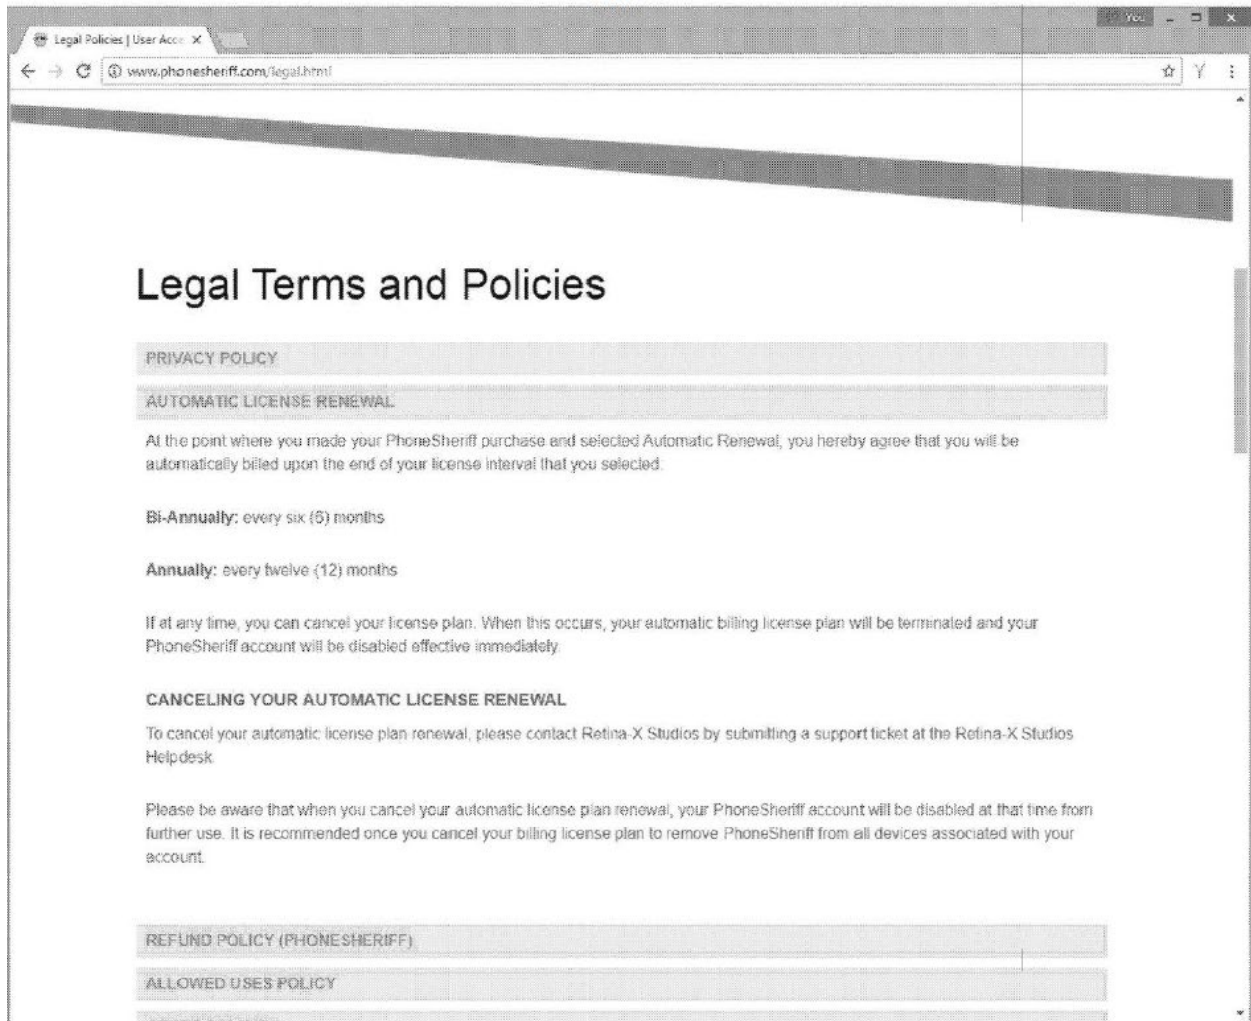 You
Legal Policies | User Acce
www.phonesheriff.com/legal.html
Legal Terms and Policies
PRIVACY POLICY
AUTOMATIC LICENSE RENEWAL
At the point where you made your PhoneSheriff purchase and selected Automatic Renewal, you hereby agree that you will be
automatically billed upon the end of your license interval that you selected.
Bi-Annually: every six (6) months
Annually: every twelve (12) months
If at any time, you can cancel your license plan. When this occurs, your automatic billing license plan will be terminated and your
PhoneSheriff account will be disabled effective immediately.
CANCELING YOUR AUTOMATIC LICENSE RENEWAL
To cancel your automatic license plan renewal, please contact Retina-X Studios by submitting a support ticket at the Retina-X Studios
Helpdesk.
Please be aware that when you cancel your automatic license plan renewal, your PhoneSheriff account will be disabled at that time from
further use. It is recommended once you cancel your billing license plan to remove PhoneSheriff from all devices associated with your
account.
REFUND POLICY (PHONESHERIFF)
ALLOWED USES POLICY